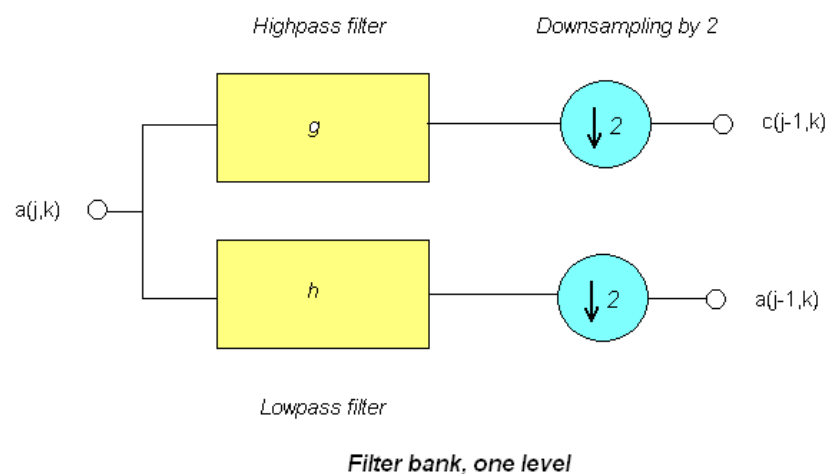 Highpass filter
Downsampling by 2
g
↓ 2
c(j-1,k)
a(j,k)
h
↓ 2
a(j-1,k)
Lowpass filter
Filter bank, one level